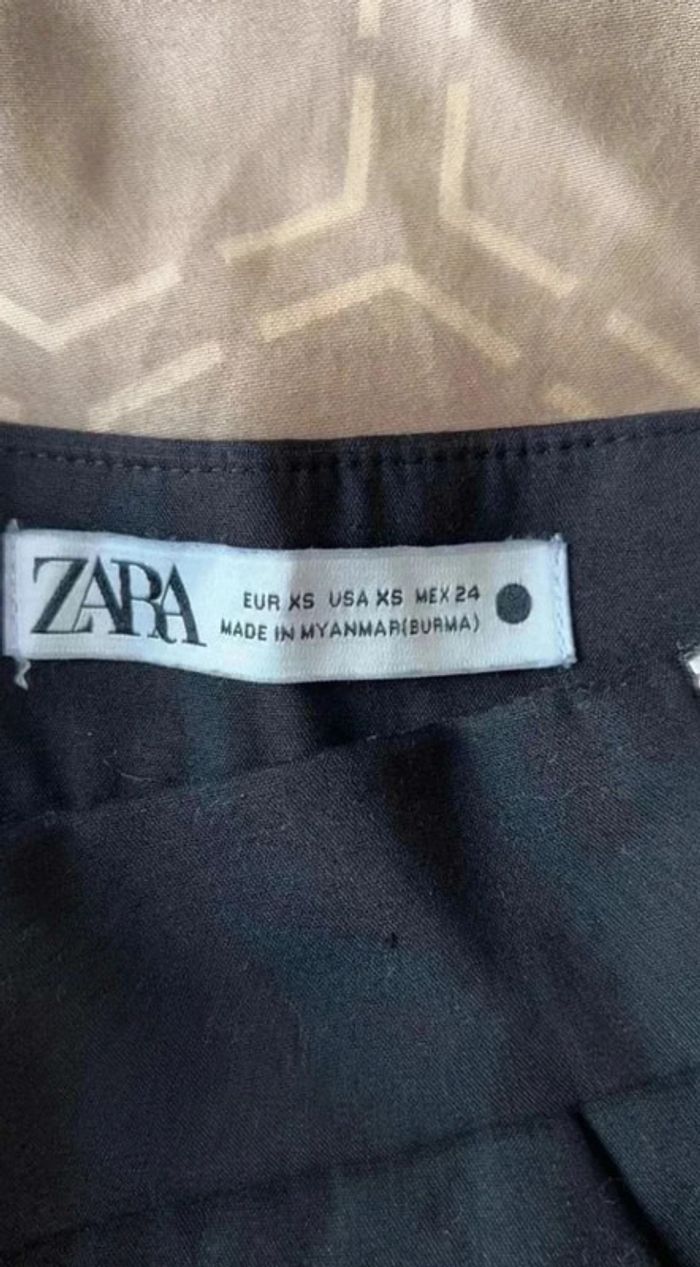 ZARA
EUR XS USA XS MEX 24
MADE IN MYANMAR(BURMA)